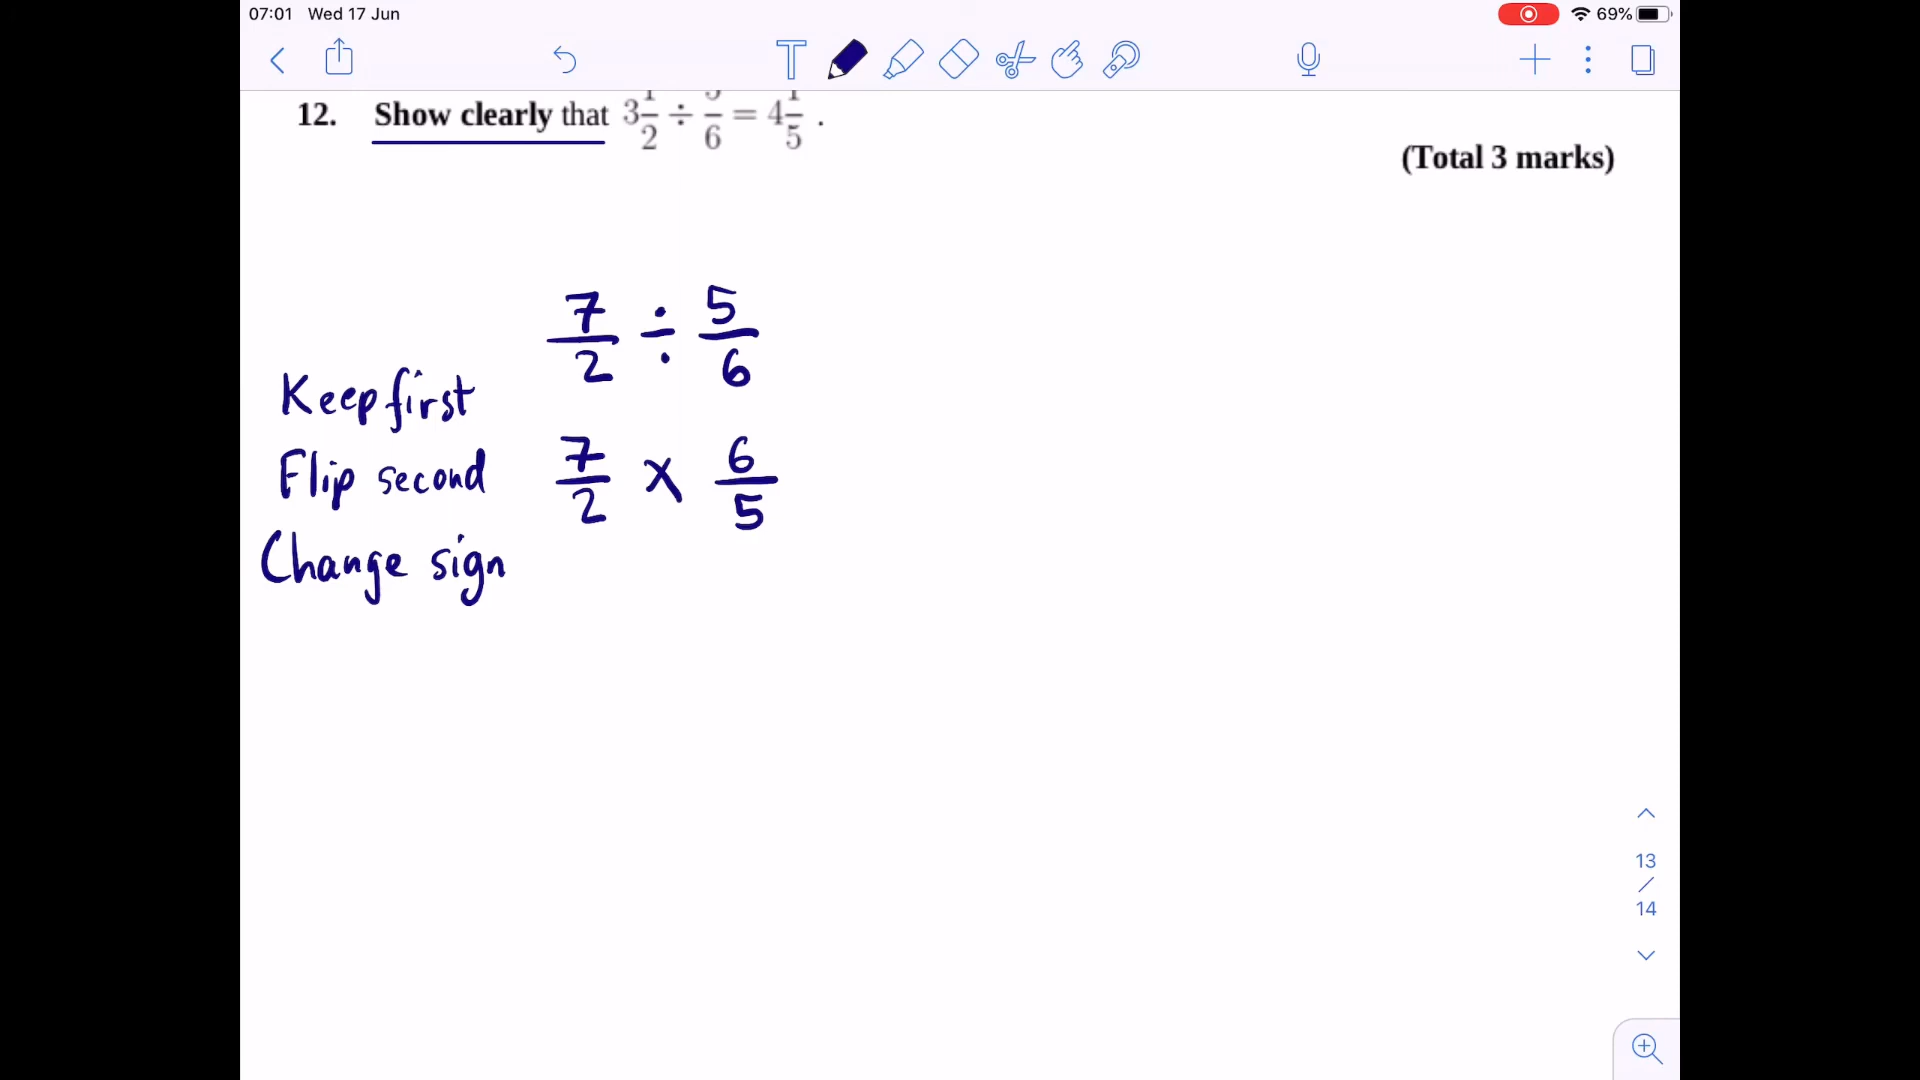 07:01 Wed 17 Jun 69%
T
12. Show clearly that 3 1/2 ÷ 5/6 = 4 1/5 .
(Total 3 marks)
7/2 ÷ 5/6
Keep first
Flip second 7/2 x 6/5
Change sign
13
/
14